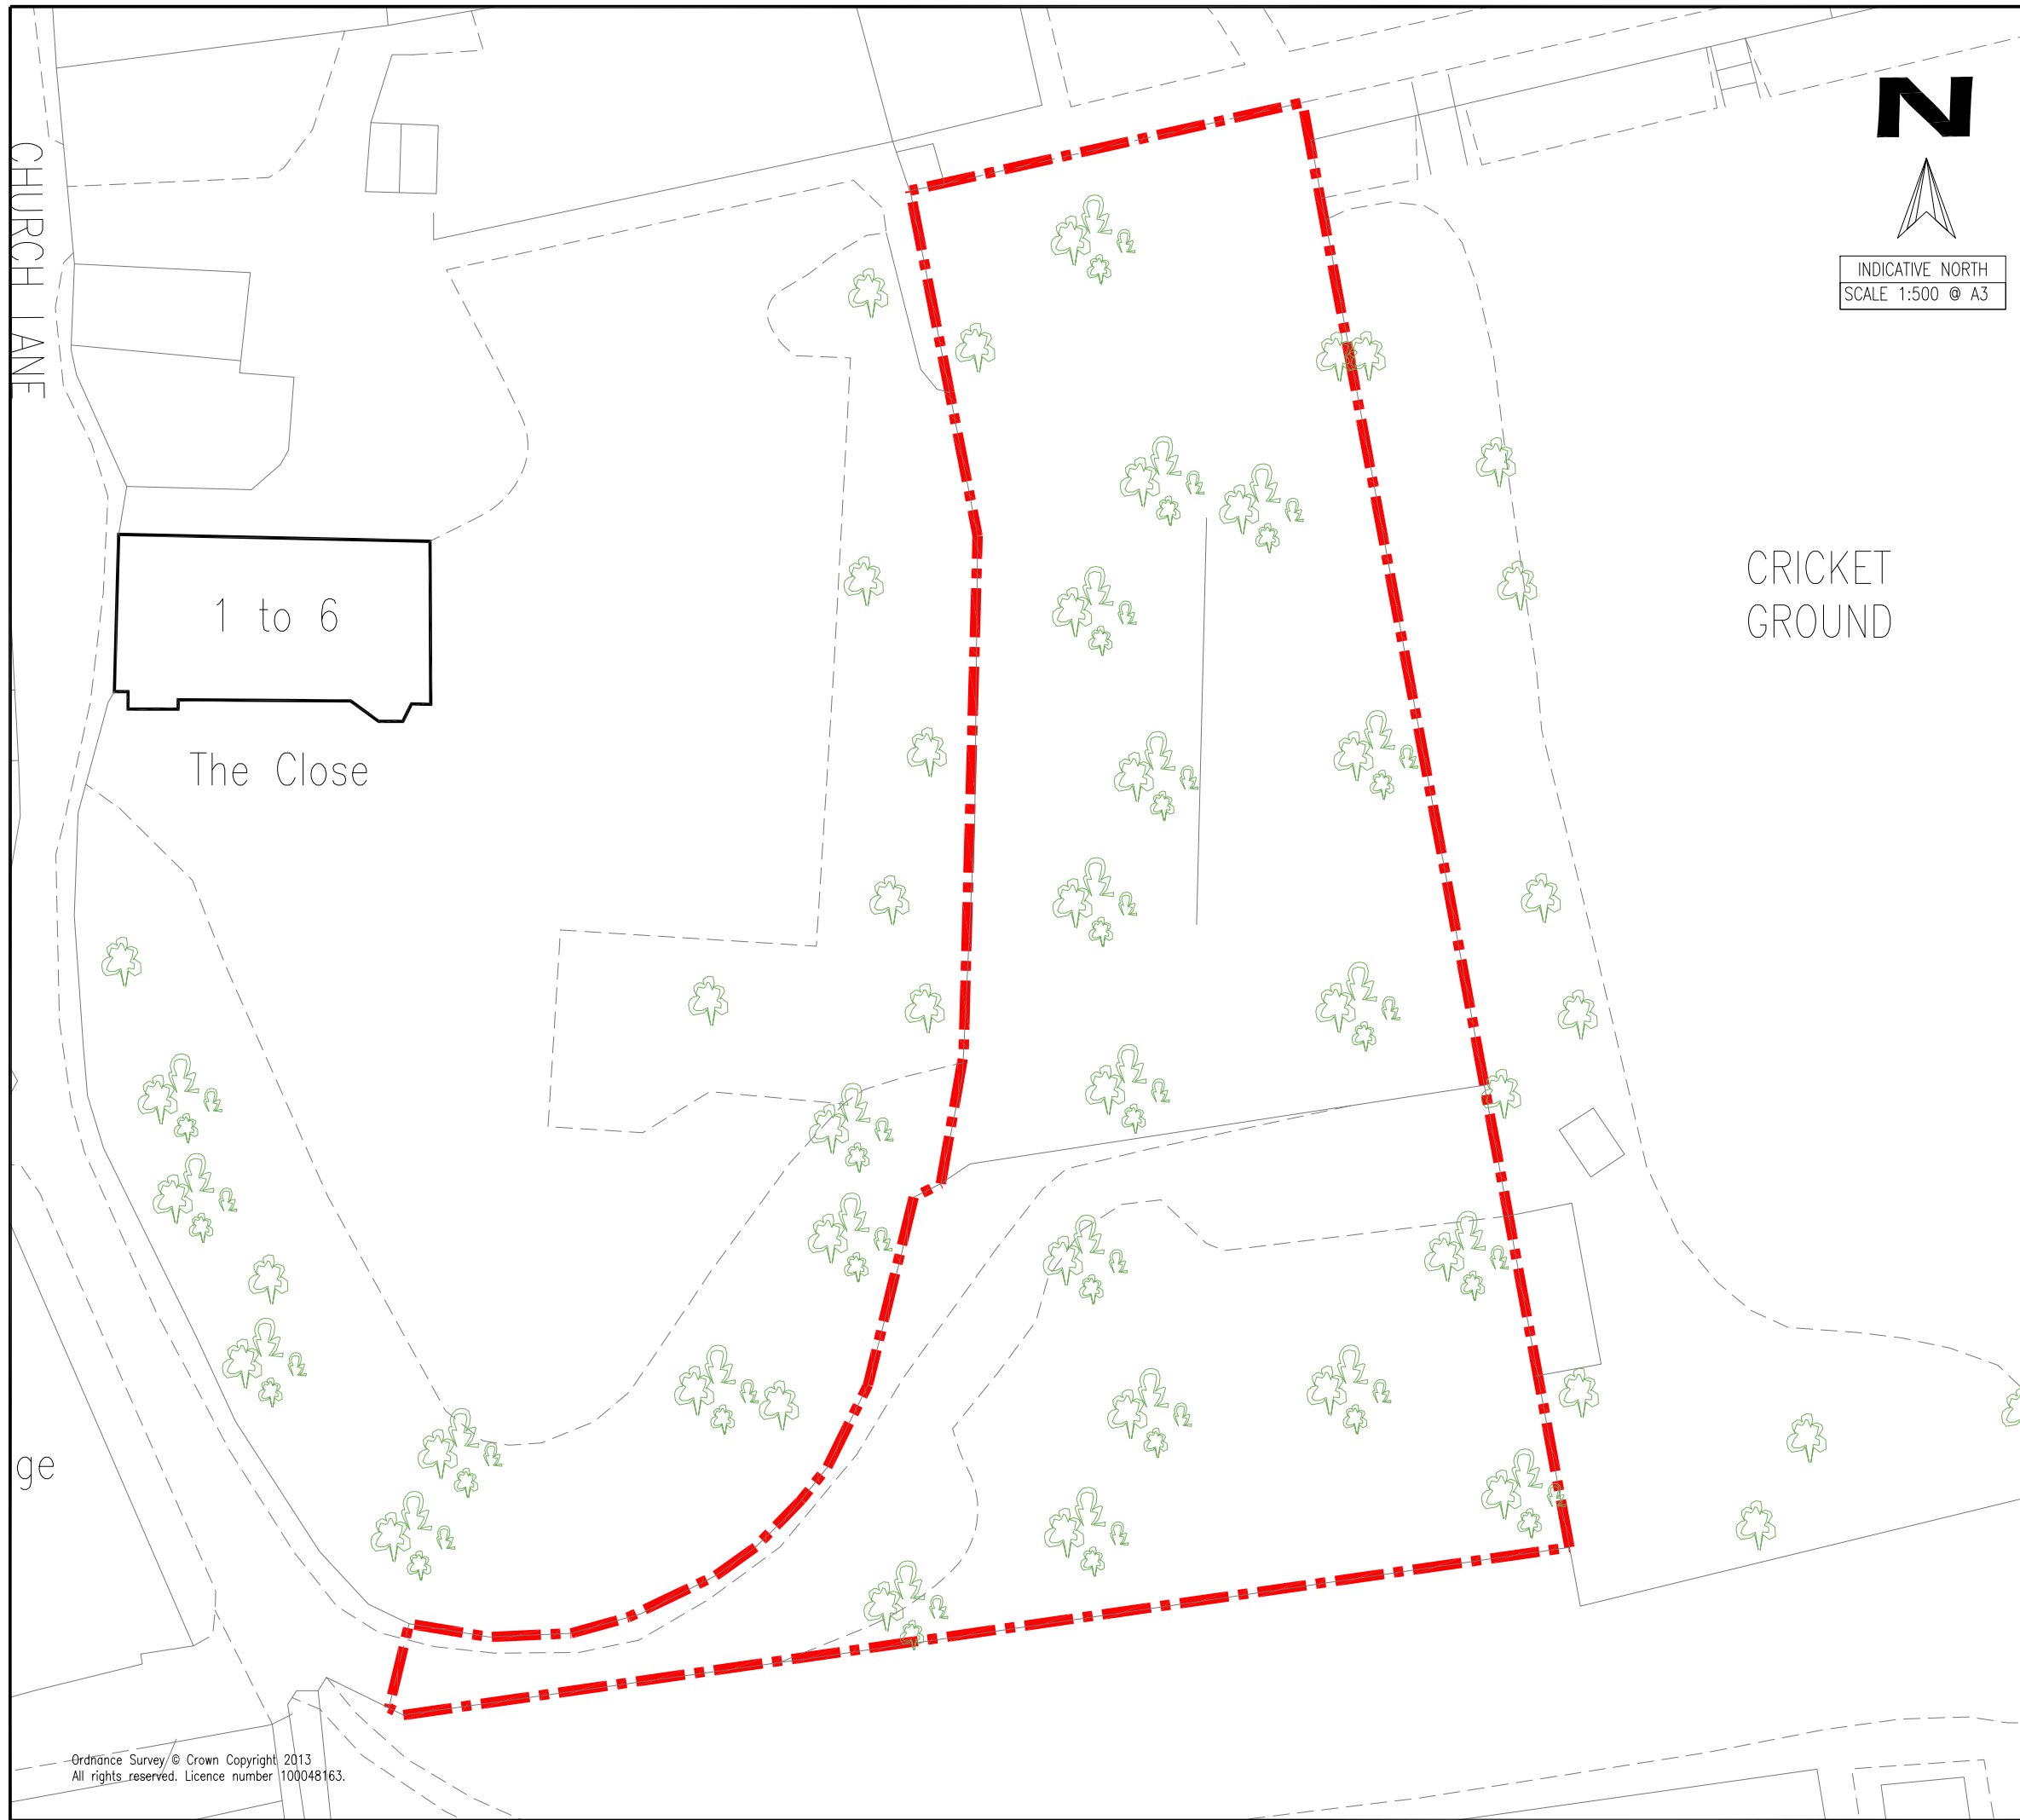 CHURCH LANE
N
INDICATIVE NORTH
SCALE 1:500 @ A3
CRICKET
GROUND
1 to 6
The Close
ge
Ordnance Survey © Crown Copyright 2013
All rights reserved. Licence number 100048163.